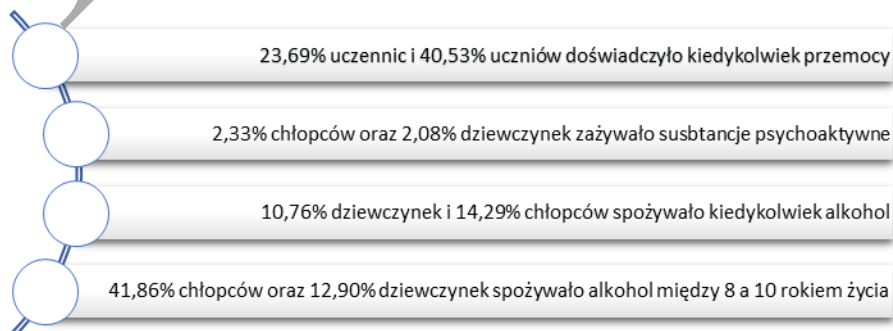 23,69% uczennic i 40,53% uczniów doświadczyło kiedykolwiek przemocy
2,33% chłopców oraz 2,08% dziewczynek zażywało susbtancje psychoaktywne
10,76% dziewczynek i 14,29% chłopców spożywało kiedykolwiek alkohol
41,86% chłopców oraz 12,90% dziewczynek spożywało alkohol między 8 a 10 rokiem życia